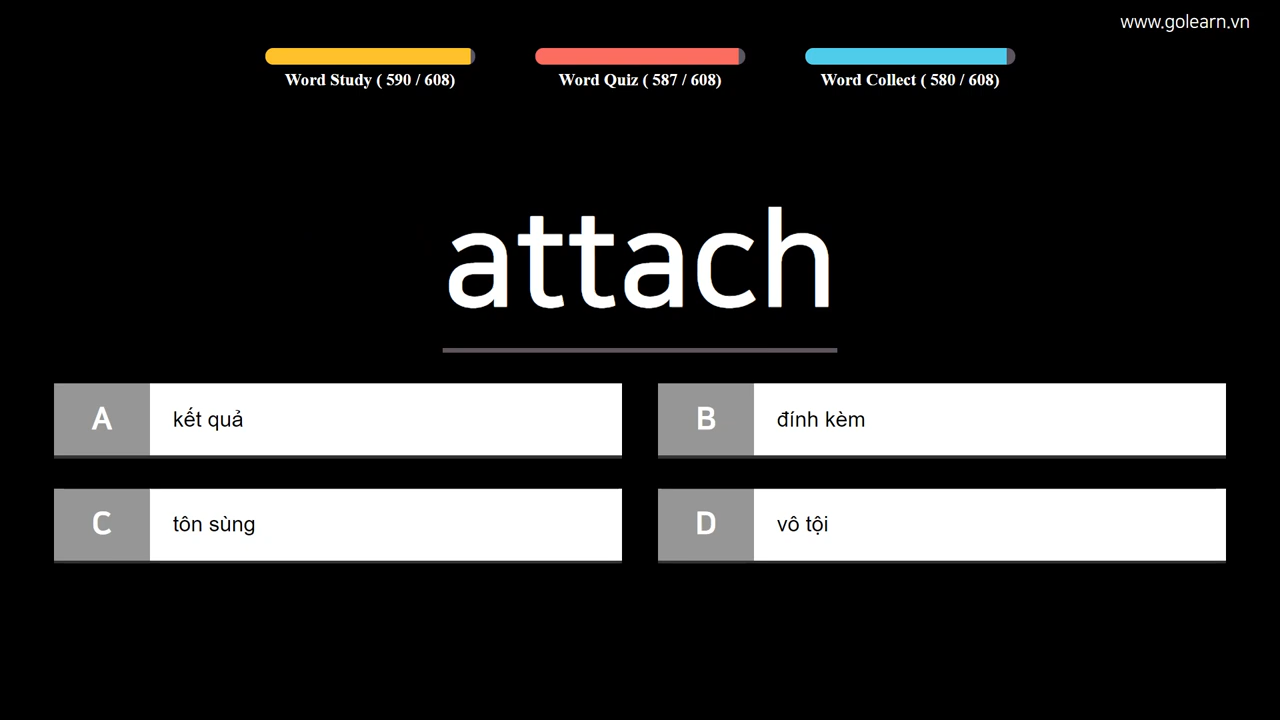 www.golearn.vn
Word Study ( 590 / 608)
Word Quiz ( 587 / 608)
Word Collect ( 580 / 608)
attach
A kết quả
B đính kèm
C tôn sùng
D vô tội